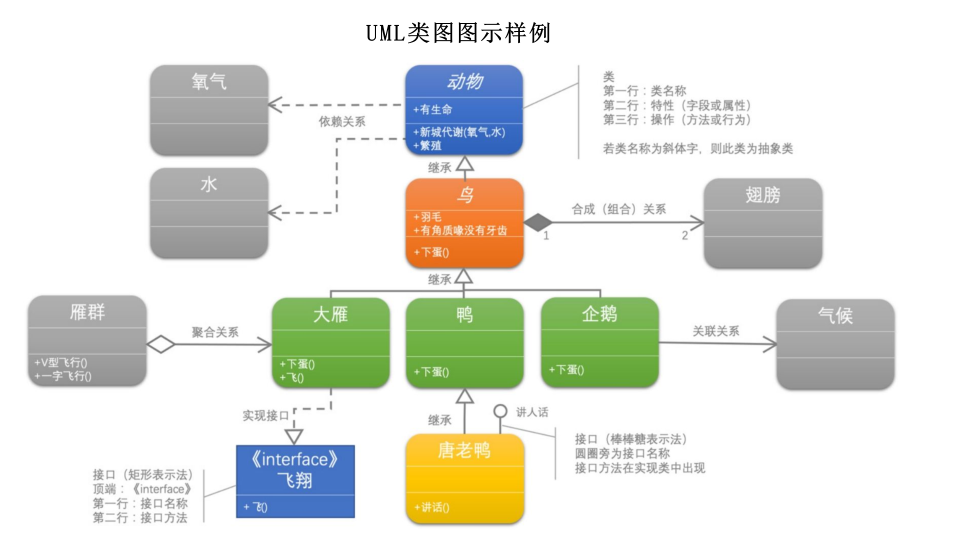 UML类图图示样例
氧气
动物
+有生命
+新城代谢(氧气,水)
+繁殖
类
第一行：类名称
第二行：特性（字段或属性）
第三行：操作（方法或行为）
若类名称为斜体字，则此类为抽象类
依赖关系
继承
水
鸟
+羽毛
+有角质喙没有牙齿
+下蛋()
合成（组合）关系
1
2
翅膀
继承
雁群
+V型飞行()
+一字飞行()
聚合关系
大雁
+下蛋()
+飞()
鸭
+下蛋()
企鹅
+下蛋()
关联关系
气候
实现接口
继承
讲人话
《interface》
飞翔
+飞()
接口（矩形表示法）
顶端：《interface》
第一行：接口名称
第二行：接口方法
唐老鸭
+讲话()
接口（棒棒糖表示法）
圆圈旁为接口名称
接口方法在实现类中出现